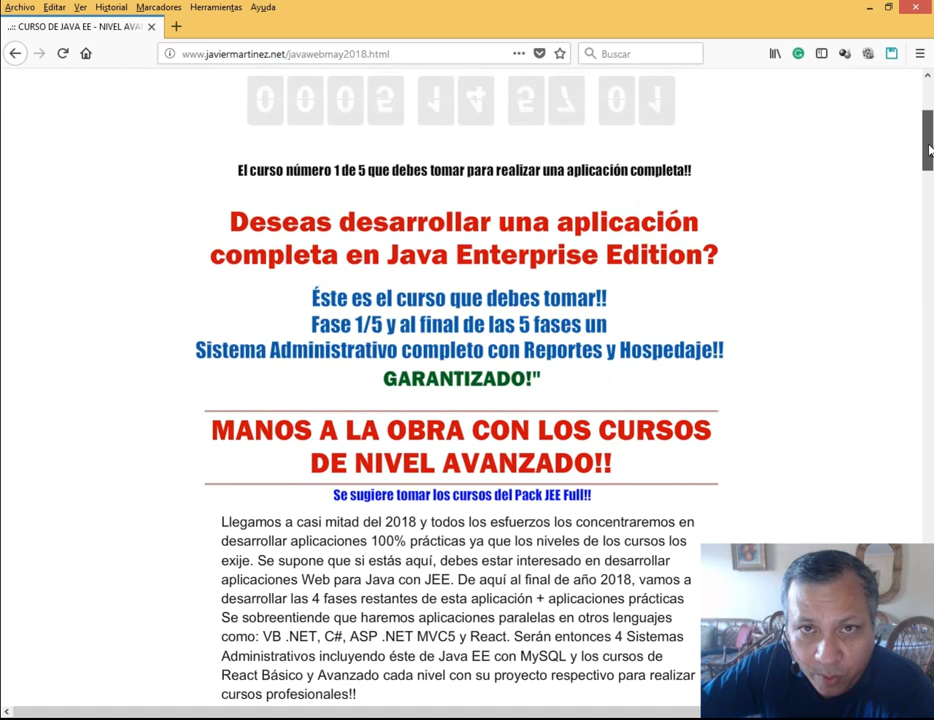 Archivo Editar Ver Historial Marcadores Herramientas Ayuda
..:: CURSO DE JAVA EE - NIVEL AVAN
www.javiermartinez.net/javawebmay2018.html
Buscar
0005 14 57 01
El curso número 1 de 5 que debes tomar para realizar una aplicación completa!!
Deseas desarrollar una aplicación
completa en Java Enterprise Edition?
Éste es el curso que debes tomar!!
Fase 1/5 y al final de las 5 fases un
Sistema Administrativo completo con Reportes y Hospedaje!!
GARANTIZADO!"
MANOS A LA OBRA CON LOS CURSOS
DE NIVEL AVANZADO!!
Se sugiere tomar los cursos del Pack JEE Full!!
Llegamos a casi mitad del 2018 y todos los esfuerzos los concentraremos en
desarrollar aplicaciones 100% prácticas ya que los niveles de los cursos los
exije. Se supone que si estás aquí, debes estar interesado en desarrollar
aplicaciones Web para Java con JEE. De aquí al final de año 2018, vamos a
desarrollar las 4 fases restantes de esta aplicación + aplicaciones prácticas
Se sobreentiende que haremos aplicaciones paralelas en otros lenguajes
como: VB .NET, C#, ASP .NET MVC5 y React. Serán entonces 4 Sistemas
Administrativos incluyendo éste de Java EE con MySQL y los cursos de
React Básico y Avanzado cada nivel con su proyecto respectivo para realizar
cursos profesionales!!